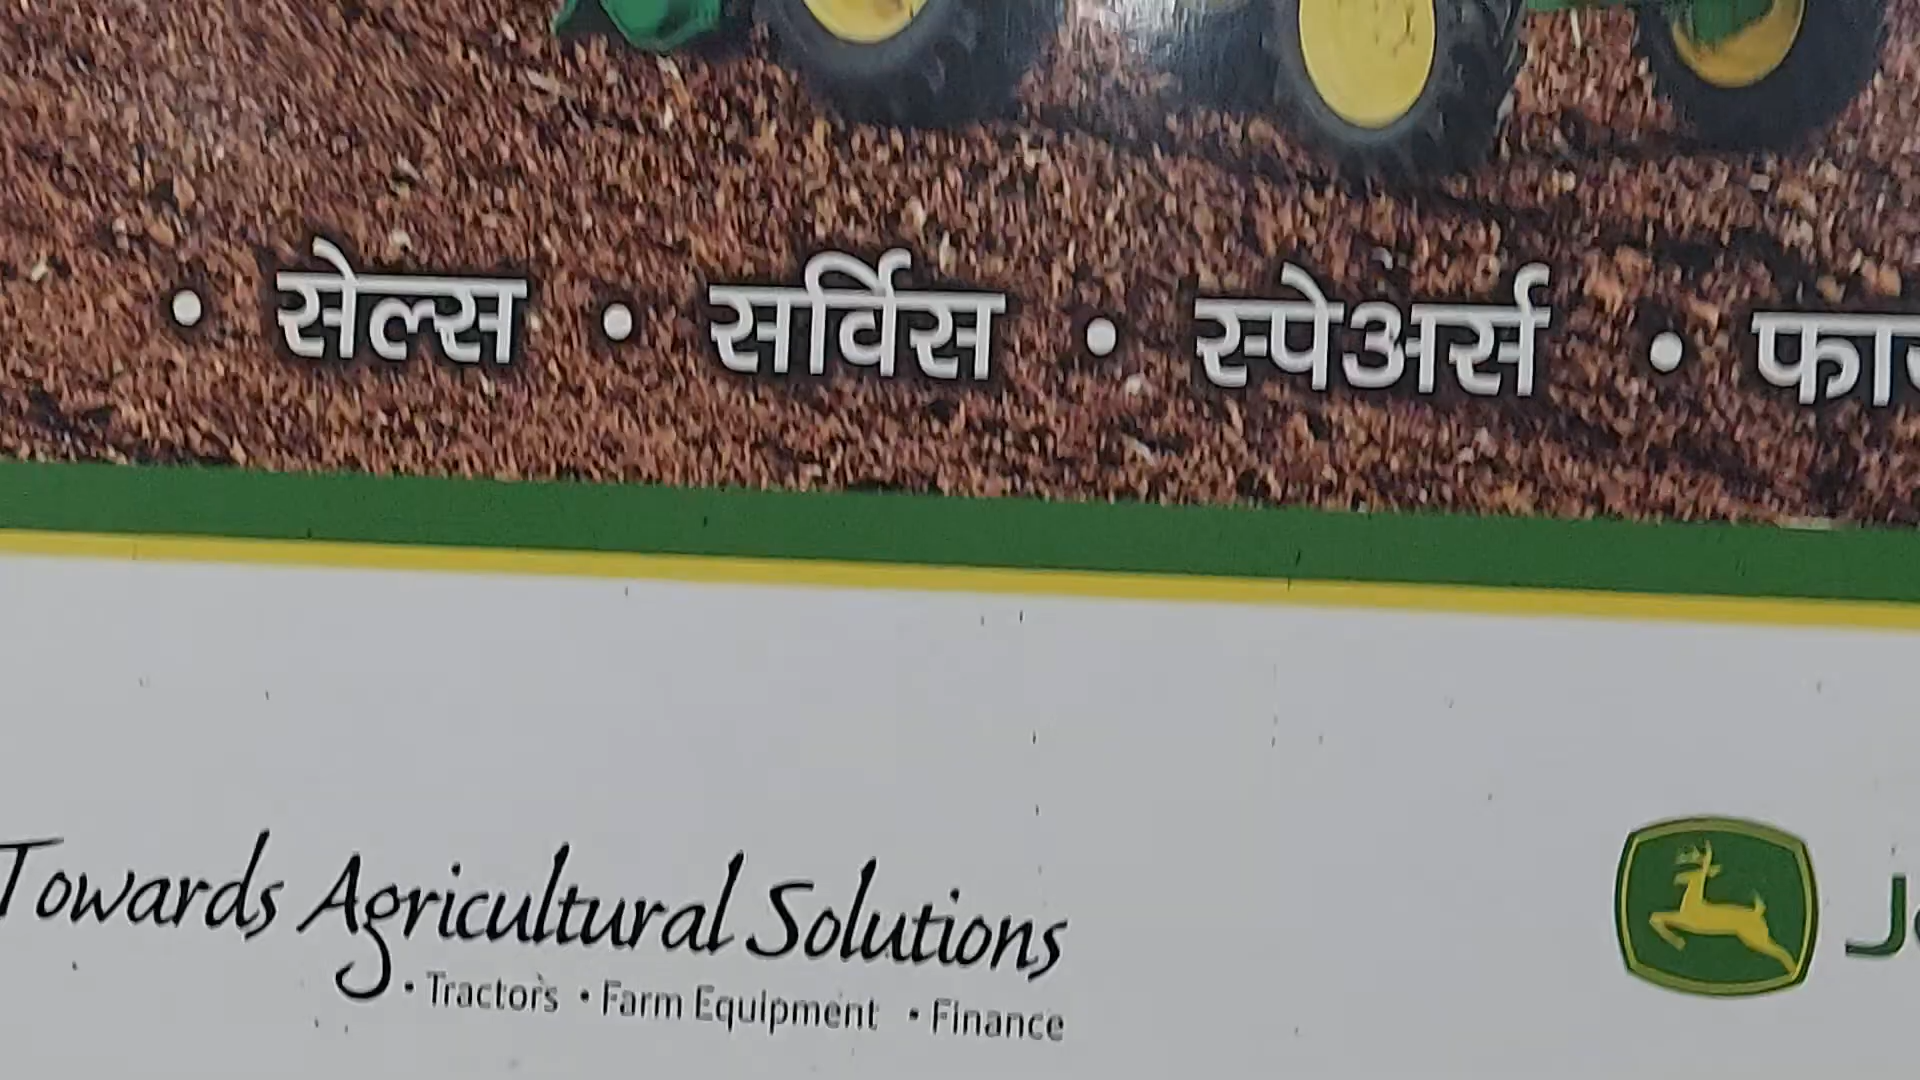 • सेल्स • सर्विस • स्पेअर्स •
Towards Agricultural Solutions
• Tractors • Farm Equipment • Finance